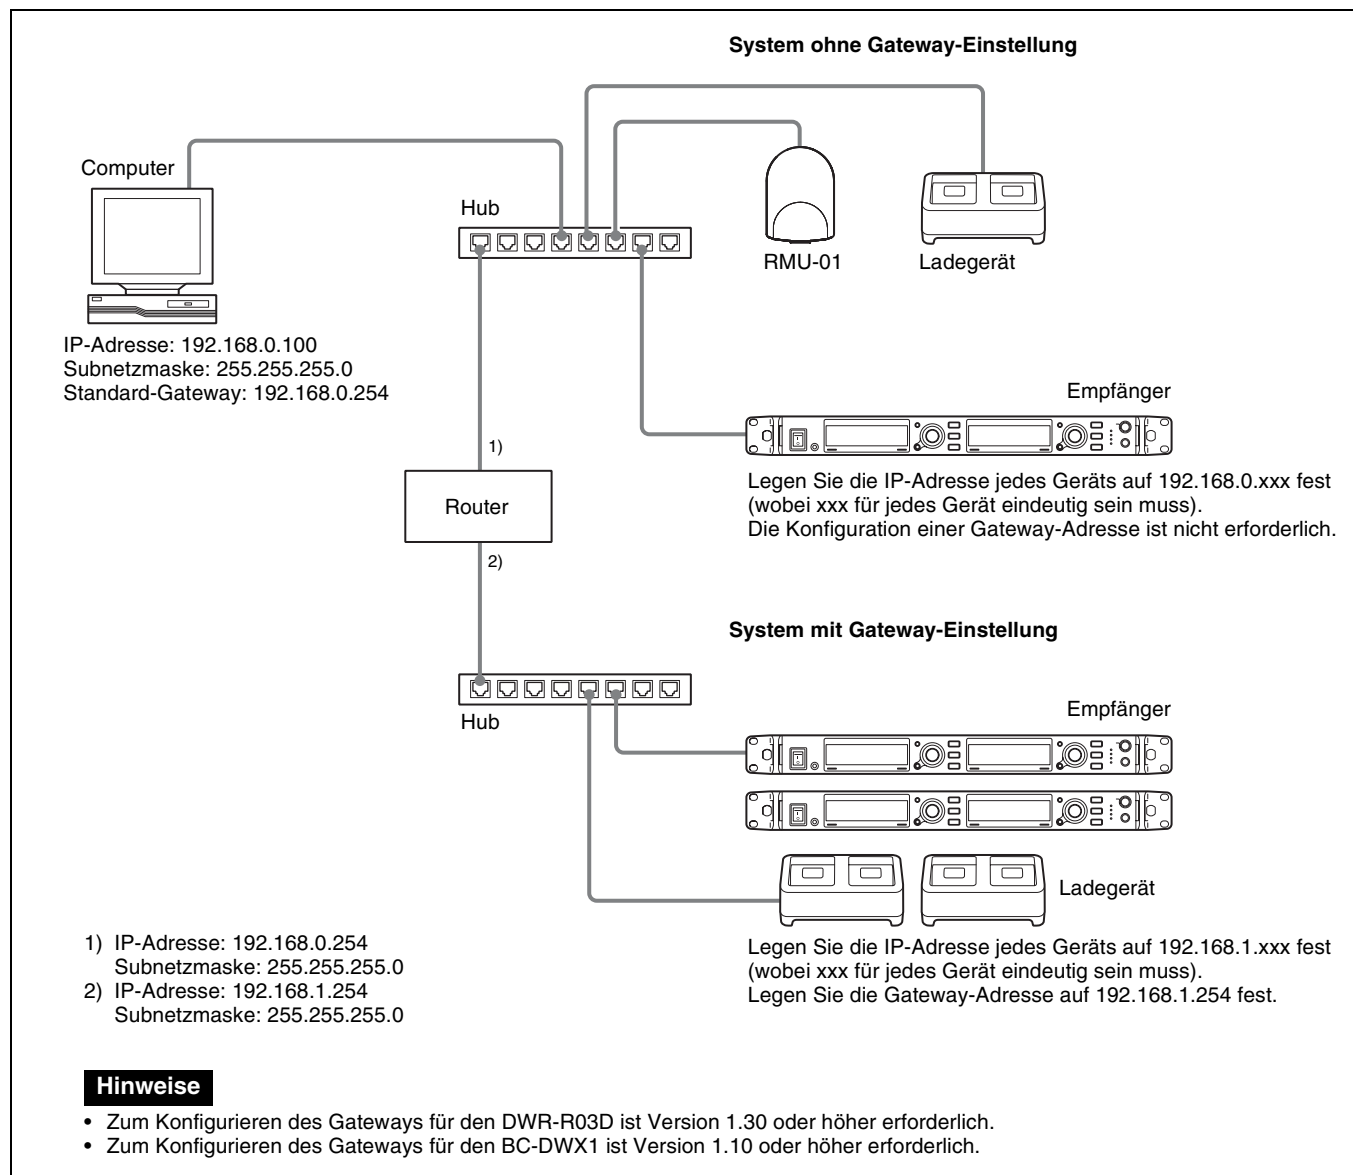 System ohne Gateway-Einstellung
Computer
Hub
RMU-01
Ladegerät
IP-Adresse: 192.168.0.100
Subnetzmaske: 255.255.255.0
Standard-Gateway: 192.168.0.254
Empfänger
1)
Legen Sie die IP-Adresse jedes Geräts auf 192.168.0.xxx fest
(wobei xxx für jedes Gerät eindeutig sein muss).
Die Konfiguration einer Gateway-Adresse ist nicht erforderlich.
Router
2)
System mit Gateway-Einstellung
Hub
Empfänger
Ladegerät
Legen Sie die IP-Adresse jedes Geräts auf 192.168.1.xxx fest
(wobei xxx für jedes Gerät eindeutig sein muss).
Legen Sie die Gateway-Adresse auf 192.168.1.254 fest.
1) IP-Adresse: 192.168.0.254
Subnetzmaske: 255.255.255.0
2) IP-Adresse: 192.168.1.254
Subnetzmaske: 255.255.255.0
Hinweise
• Zum Konfigurieren des Gateways für den DWR-R03D ist Version 1.30 oder höher erforderlich.
• Zum Konfigurieren des Gateways für den BC-DWX1 ist Version 1.10 oder höher erforderlich.